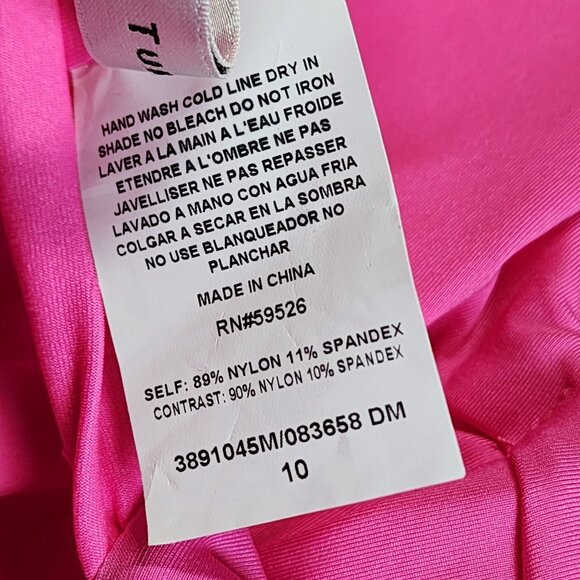 HAND WASH COLD LINE DRY IN
SHADE NO BLEACH DO NOT IRON
LAVER A LA MAIN A L'EAU FROIDE
ETENDRE A L'OMBRE NE PAS
JAVELLISER NE PAS REPASSER
LAVADO A MANO CON AGUA FRIA
COLGAR A SECAR EN LA SOMBRA
NO USE BLANQUEADOR NO
PLANCHAR
MADE IN CHINA
RN#59526
SELF: 89% NYLON 11% SPANDEX
CONTRAST: 90% NYLON 10% SPANDEX
3891045M/083658 DM
10